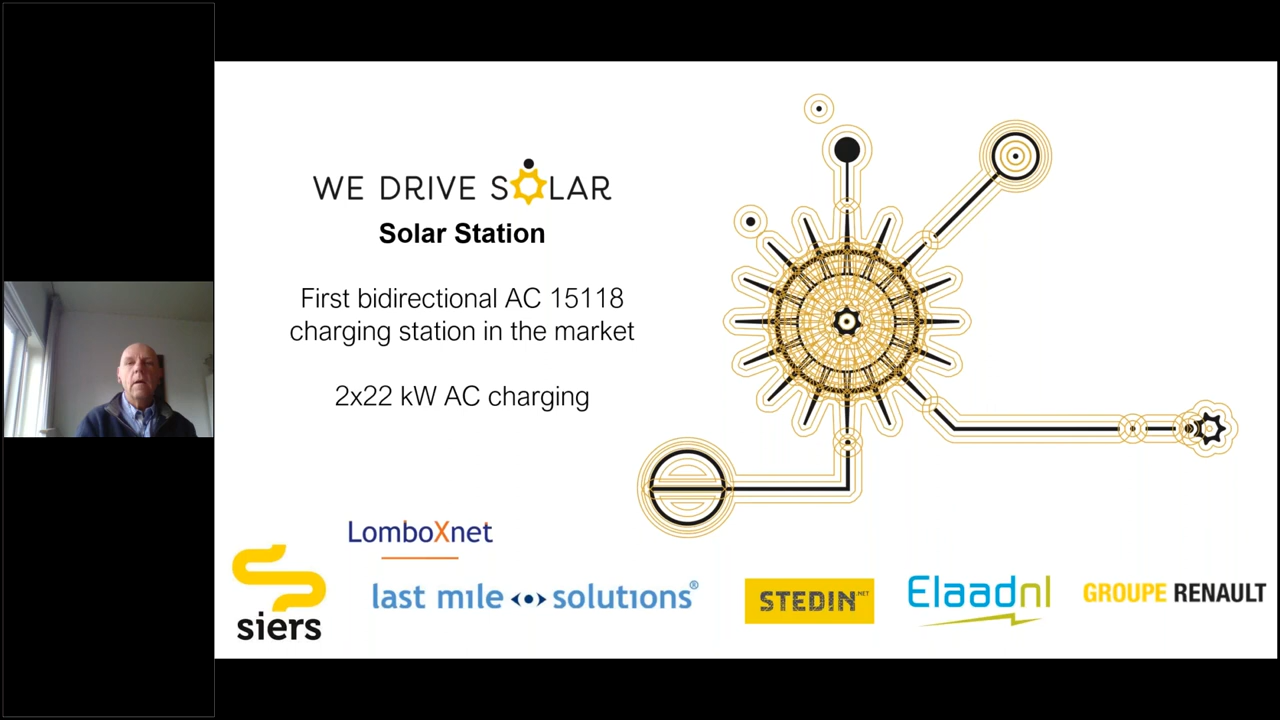 WE DRIVE SOLAR
Solar Station
First bidirectional AC 15118
charging station in the market
2x22 kW AC charging
LomboXnet
siers
last mile solutions®
STEDIN.NET
Elaadnl
GROUPE RENAULT